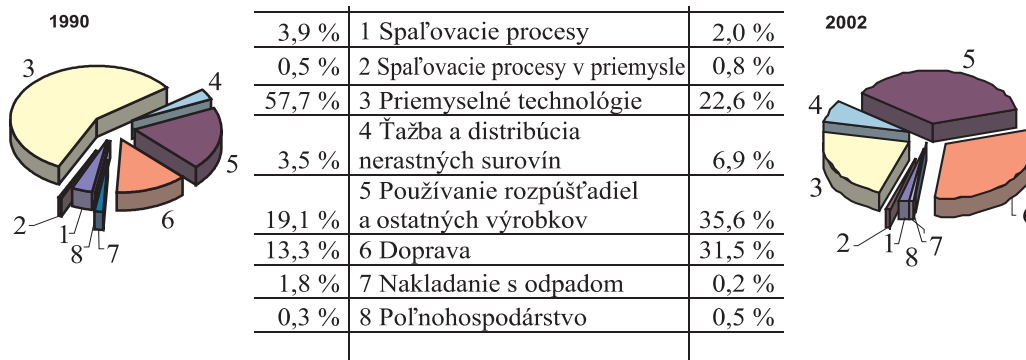 1990
3
4
5
6
2
1
8
7
3,9 % 1 Spaľovacie procesy 2,0 %
0,5 % 2 Spaľovacie procesy v priemysle 0,8 %
57,7 % 3 Priemyselné technológie 22,6 %
4 Ťažba a distribúcia
3,5 % nerastných surovín 6,9 %
5 Používanie rozpúšťadiel
19,1 % a ostatných výrobkov 35,6 %
13,3 % 6 Doprava 31,5 %
1,8 % 7 Nakladanie s odpadom 0,2 %
0,3 % 8 Poľnohospodárstvo 0,5 %
2002
5
4
3
6
2
1
8
7